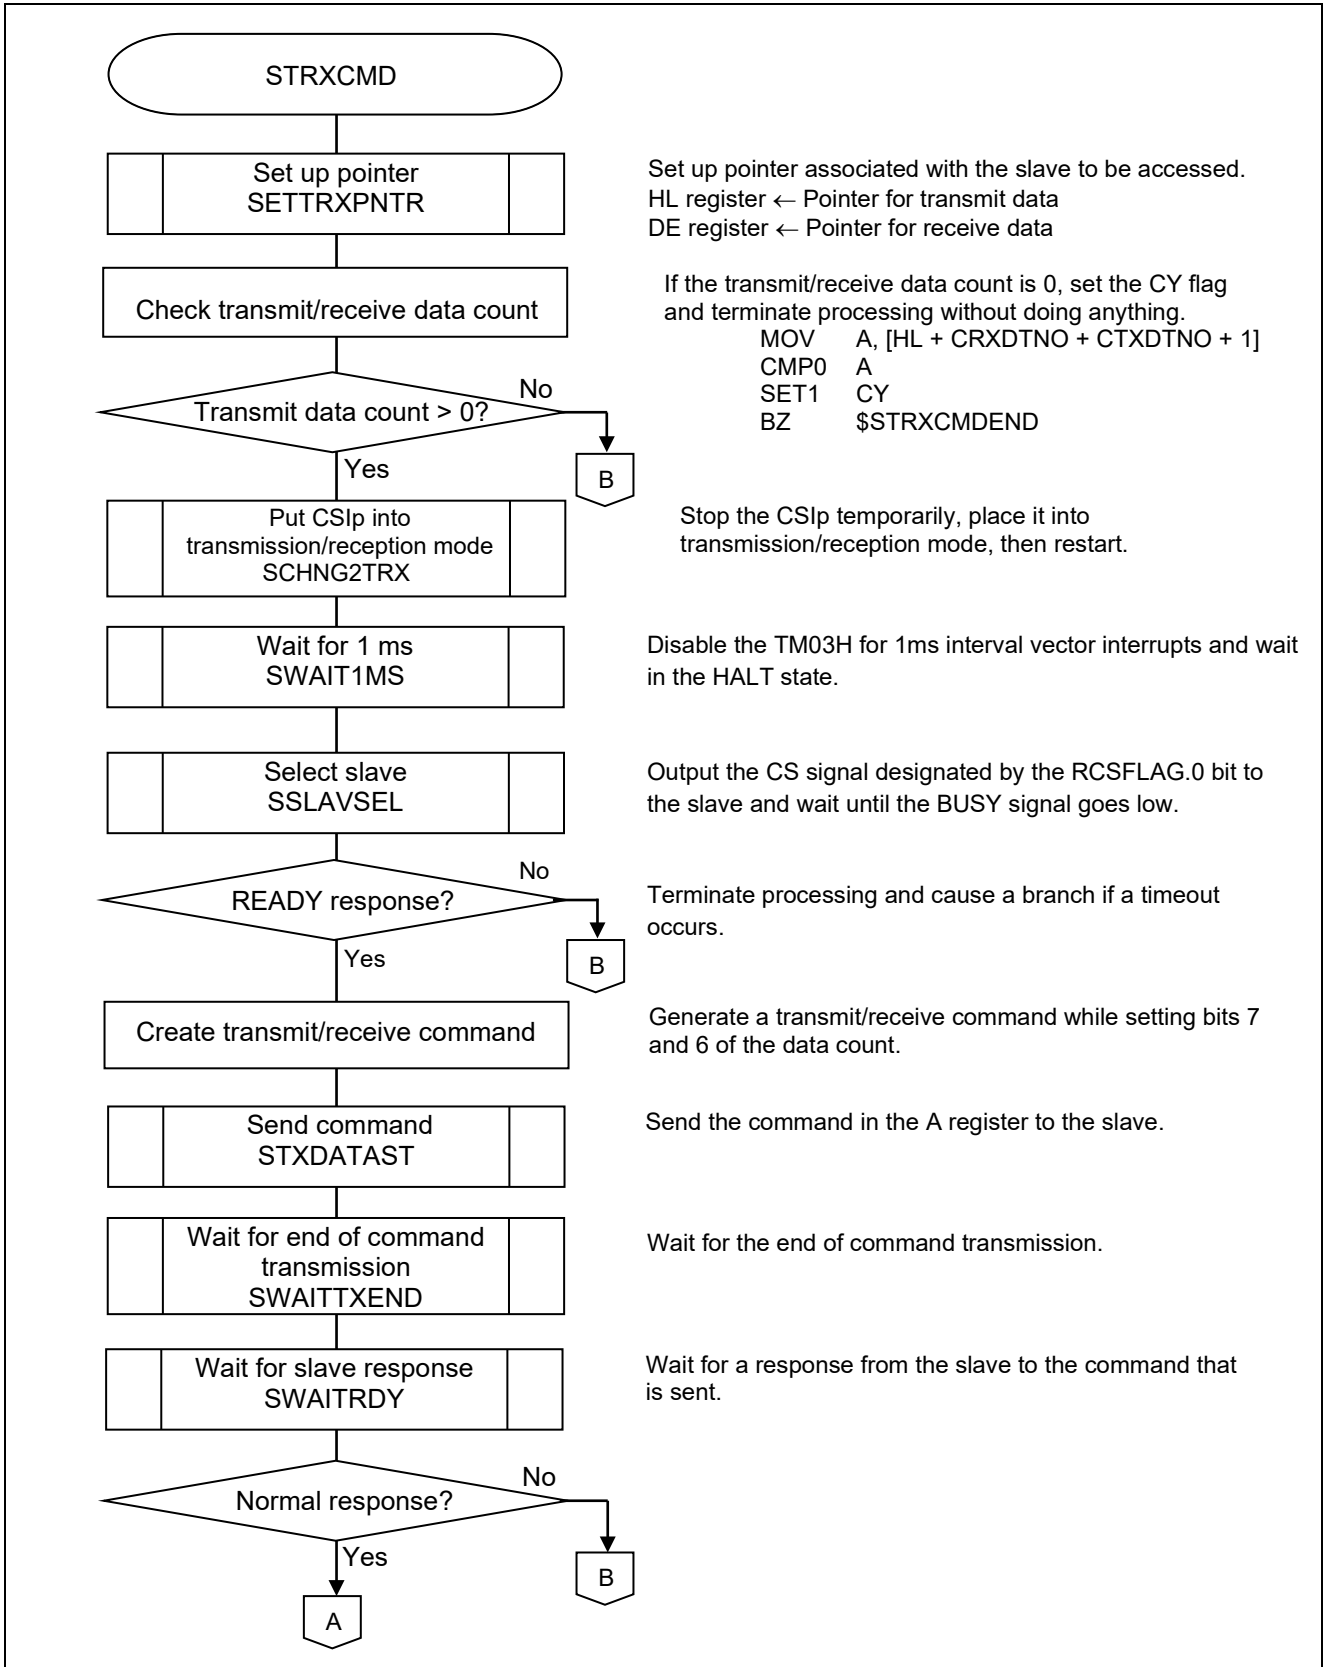 STRXCMD
Set up pointer
SETTRXPNTR
Set up pointer associated with the slave to be accessed.
HL register ← Pointer for transmit data
DE register ← Pointer for receive data
Check transmit/receive data count
If the transmit/receive data count is 0, set the CY flag
and terminate processing without doing anything.
MOV A, [HL + CRXDTNO + CTXDTNO + 1]
CMP0 A
SET1 CY
BZ $STRXCMDEND
Transmit data count > 0?
No
B
Yes
Put CSIp into
transmission/reception mode
SCHNG2TRX
Stop the CSIp temporarily, place it into
transmission/reception mode, then restart.
Wait for 1 ms
SWAIT1MS
Disable the TM03H for 1ms interval vector interrupts and wait
in the HALT state.
Select slave
SSLAVSEL
Output the CS signal designated by the RCSFLAG.0 bit to
the slave and wait until the BUSY signal goes low.
READY response?
No
B
Yes
Terminate processing and cause a branch if a timeout
occurs.
Create transmit/receive command
Generate a transmit/receive command while setting bits 7
and 6 of the data count.
Send command
STXDATAST
Send the command in the A register to the slave.
Wait for end of command
transmission
SWAITTXEND
Wait for the end of command transmission.
Wait for slave response
SWAITRDY
Wait for a response from the slave to the command that
is sent.
Normal response?
No
B
Yes
A